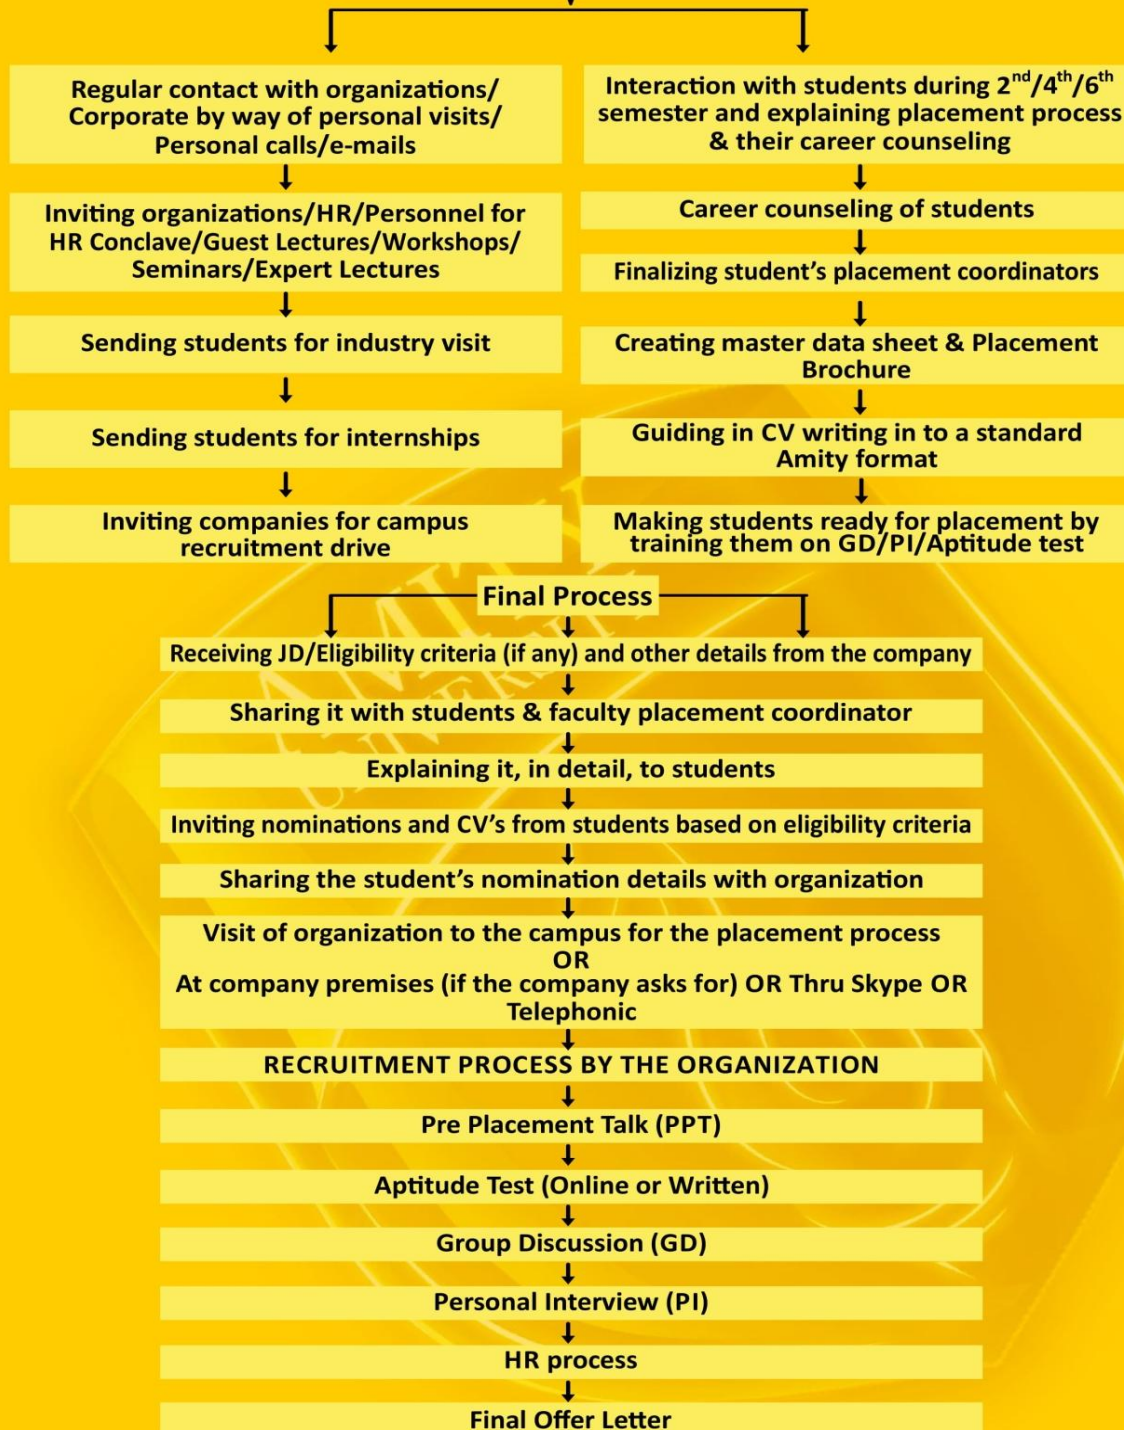 Regular contact with organizations/
Corporate by way of personal visits/
Personal calls/e-mails
Inviting organizations/HR/Personnel for
HR Conclave/Guest Lectures/Workshops/
Seminars/Expert Lectures
Sending students for industry visit
Sending students for internships
Inviting companies for campus
recruitment drive
Interaction with students during 2nd/4th/6th
semester and explaining placement process
& their career counseling
Career counseling of students
Finalizing student's placement coordinators
Creating master data sheet & Placement
Brochure
Guiding in CV writing in to a standard
Amity format
Making students ready for placement by
training them on GD/PI/Aptitude test
Final Process
Receiving JD/Eligibility criteria (if any) and other details from the company
Sharing it with students & faculty placement coordinator
Explaining it, in detail, to students
Inviting nominations and CV's from students based on eligibility criteria
Sharing the student's nomination details with organization
Visit of organization to the campus for the placement process
OR
At company premises (if the company asks for) OR Thru Skype OR
Telephonic
RECRUITMENT PROCESS BY THE ORGANIZATION
Pre Placement Talk (PPT)
Aptitude Test (Online or Written)
Group Discussion (GD)
Personal Interview (PI)
HR process
Final Offer Letter
AMITY
UNIVERSITY